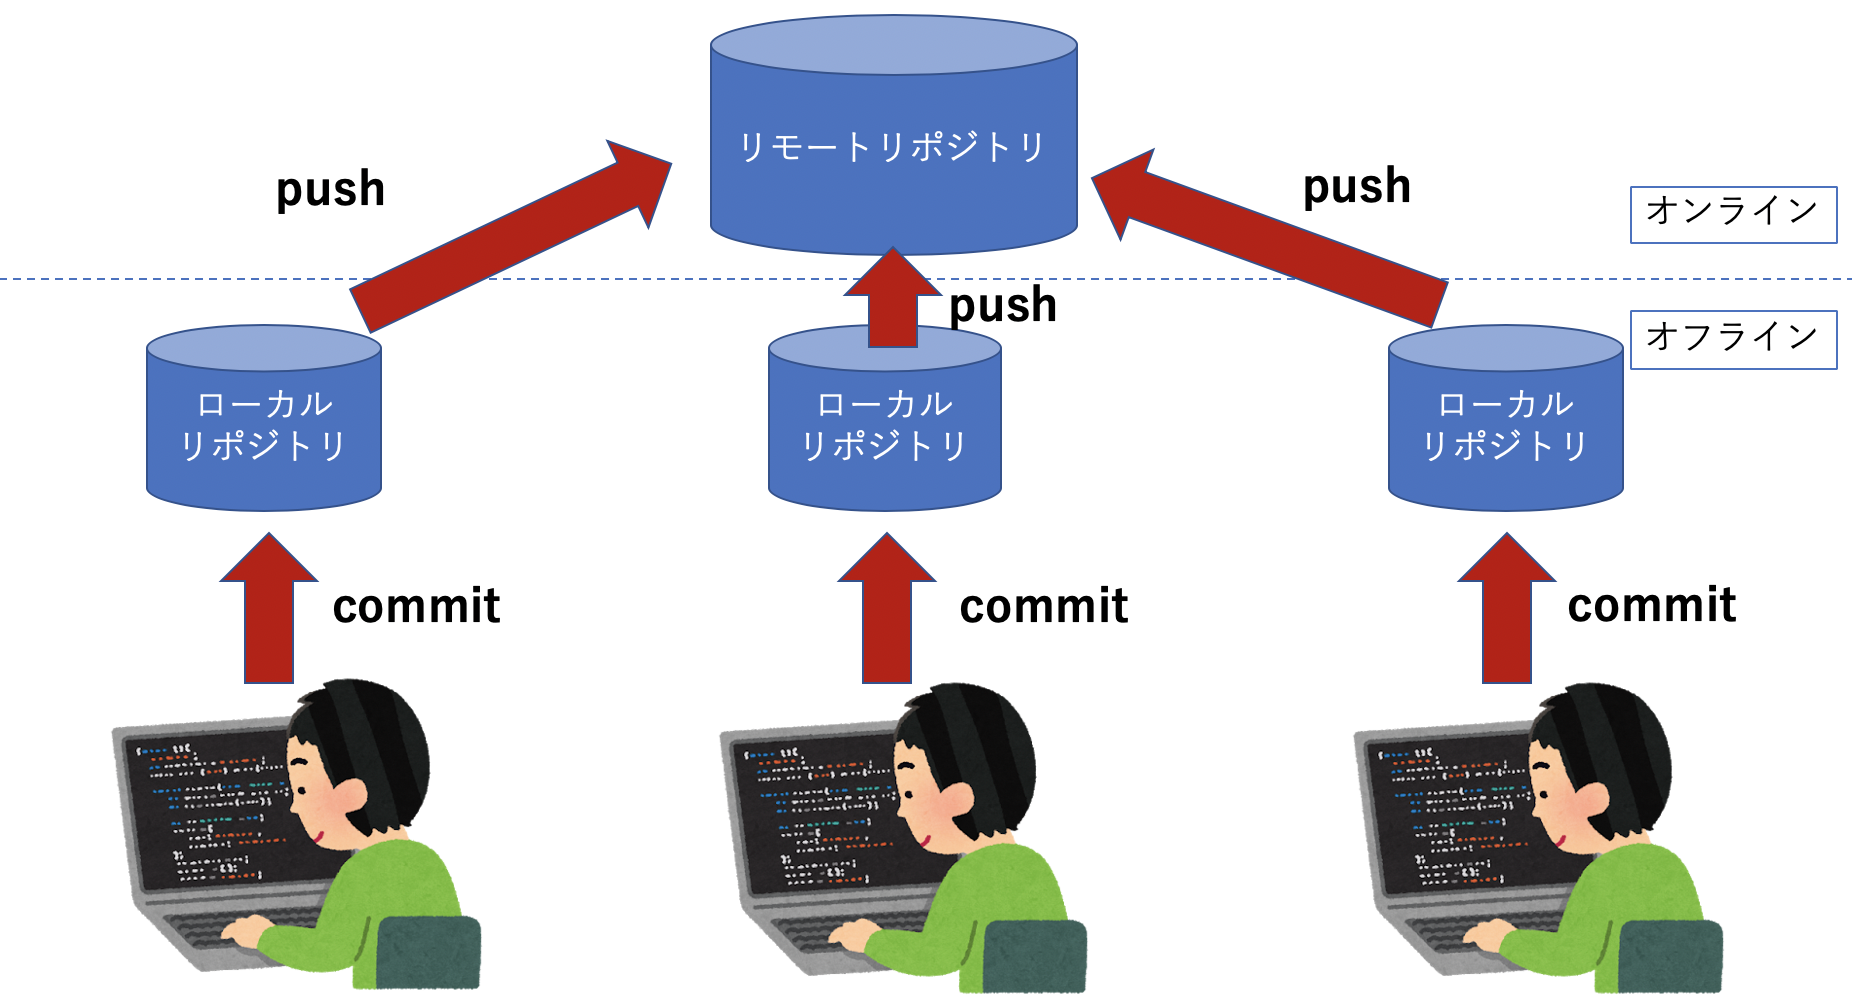 リモートリポジトリ
push
push
オンライン
push
オフライン
ローカル
リポジトリ
ローカル
リポジトリ
ローカル
リポジトリ
commit
commit
commit